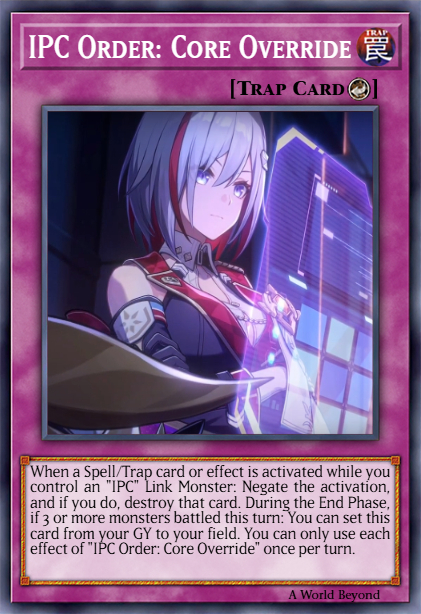 IPC Order: Core Override
TRAP
罠
[Trap Card]
When a Spell/Trap card or effect is activated while you
control an "IPC" Link Monster: Negate the activation,
and if you do, destroy that card. During the End Phase,
if 3 or more monsters battled this turn: You can set this
card from your GY to your field. You can only use each
effect of "IPC Order: Core Override" once per turn.
A World Beyond